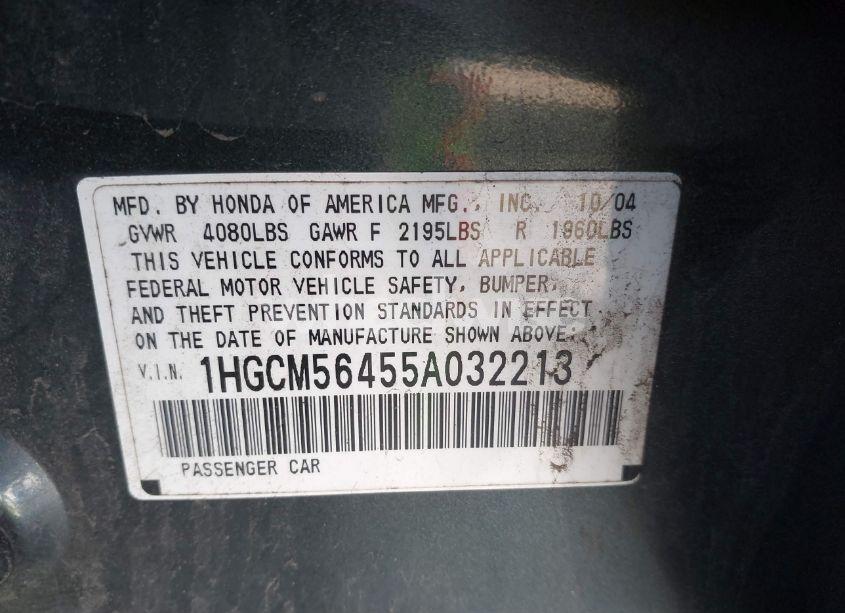 MFD. BY HONDA OF AMERICA MFG., INC. 10/04
GVWR 4080LBS GAWR F 2195LBS R 1960LBS
THIS VEHICLE CONFORMS TO ALL APPLICABLE
FEDERAL MOTOR VEHICLE SAFETY, BUMPER,
AND THEFT PREVENTION STANDARDS IN EFFECT
ON THE DATE OF MANUFACTURE SHOWN ABOVE.
V.I.N. 1HGCM56455A032213
PASSENGER CAR